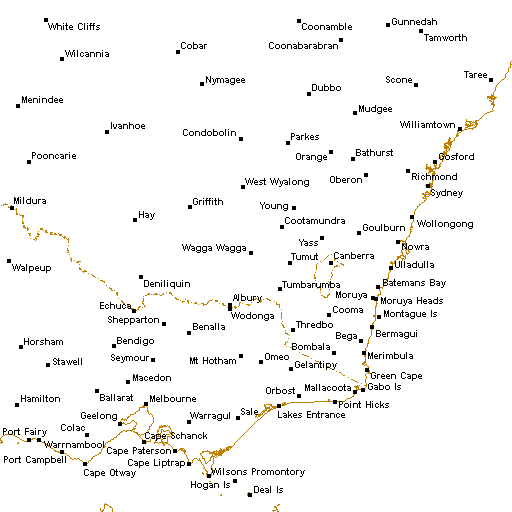 White Cliffs
Coonamble
Gunnedah
Tamworth
Cobar
Coonabarabran
Wilcannia
Nymagee
Scone
Taree
Dubbo
Menindee
Mudgee
Ivanhoe
Williamtown
Condobolin
Parkes
Orange
Bathurst
Gosford
Pooncarie
Oberon
Richmond
West Wyalong
Sydney
Mildura
Griffith
Young
Hay
Cootamundra
Wollongong
Goulburn
Yass
Wagga Wagga
Nowra
Walpeup
Tumut
Canberra
Ulladulla
Deniliquin
Tumbarumba
Batemans Bay
Moruya
Albury
Moruya Heads
Echuca
Wodonga
Cooma
Montague Is
Shepparton
Benalla
Thredbo
Bega
Bermagui
Horsham
Bendigo
Bombala
Stawell
Seymour
Mt Hotham
Omeo
Merimbula
Gelantipy
Green Cape
Macedon
Mallacoota
Gabo Is
Hamilton
Ballarat
Melbourne
Orbost
Point Hicks
Geelong
Warragul
Sale
Lakes Entrance
Colac
Port Fairy
Cape Schanck
Warrnambool
Cape Paterson
Port Campbell
Cape Otway
Cape Liptrap
Wilsons Promontory
Hogan Is
Deal Is